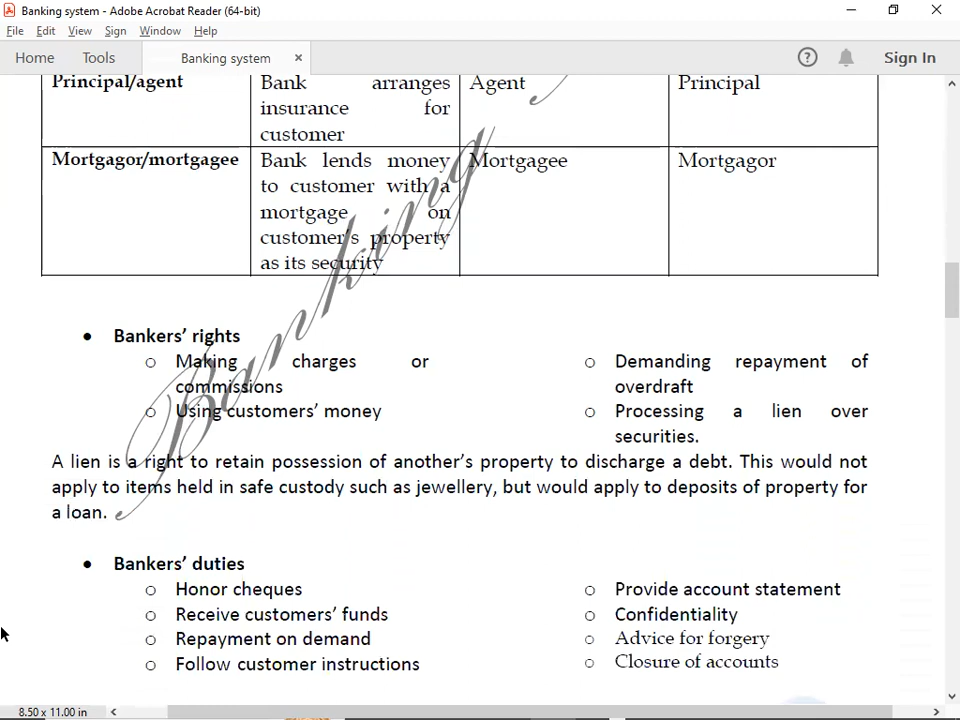 Banking system - Adobe Acrobat Reader (64-bit)
File Edit View Sign Window Help
Home Tools Banking system × Sign In
Principal/agent Bank arranges Agent Principal
insurance for
customer
Mortgagor/mortgagee Bank lends money Mortgagee Mortgagor
to customer with a
mortgage on
customer's property
as its security
• Bankers' rights
o Making charges or
commissions
o Using customers' money
o Demanding repayment of
overdraft
o Processing a lien over
securities.
A lien is a right to retain possession of another's property to discharge a debt. This would not
apply to items held in safe custody such as jewellery, but would apply to deposits of property for
a loan.
• Bankers' duties
o Honor cheques
o Receive customers' funds
o Repayment on demand
o Follow customer instructions
o Provide account statement
o Confidentiality
o Advice for forgery
o Closure of accounts
Banking
8.50 x 11.00 in